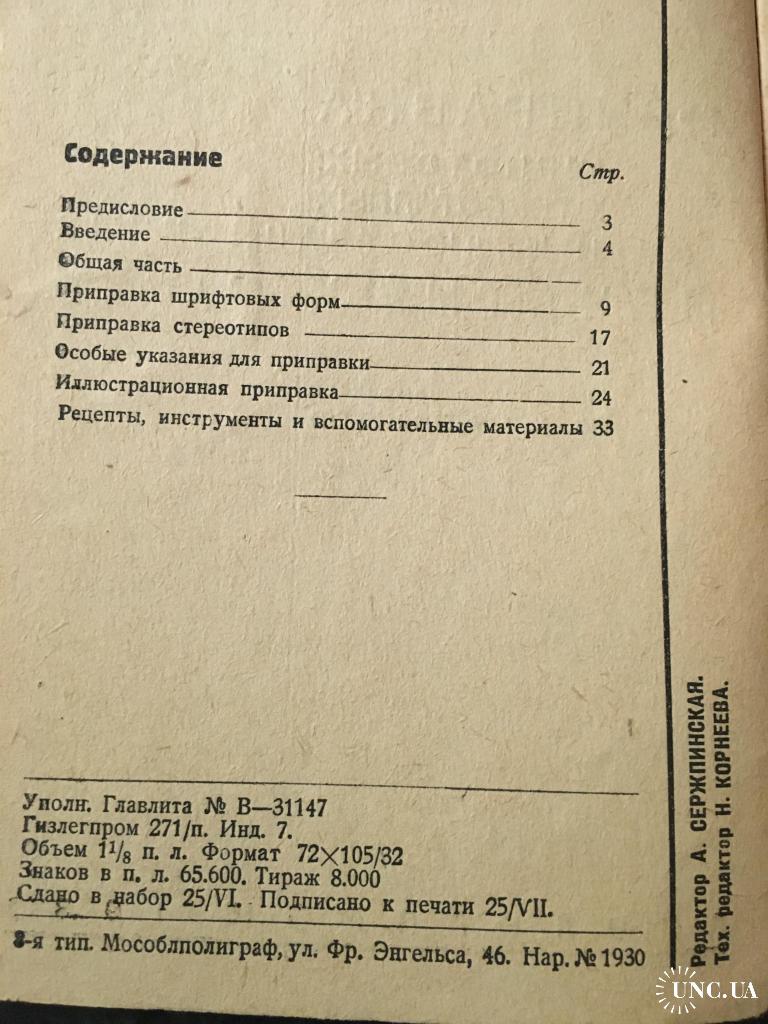 Содержание
Стр.
Предисловие 3
Введение 4
Общая часть
Приправка шрифтовых форм 9
Приправка стереотипов 17
Особые указания для приправки 21
Иллюстрационная приправка 24
Рецепты, инструменты и вспомогательные материалы 33
Уполн. Главлита № В—31147
Гизлегпром 271/п. Инд. 7.
Объем 1 1/8 п. л. Формат 72×105/32
Знаков в п. л. 65.600. Тираж 8.000
Сдано в набор 25/VI. Подписано к печати 25/VII.
3-я тип. Мособлполиграф, ул. Фр. Энгельса, 46. Нар. № 1930
Редактор А. СЕРЖПИНСКАЯ.
Тех. редактор Н. КОРНЕЕВА.
UNC.UA